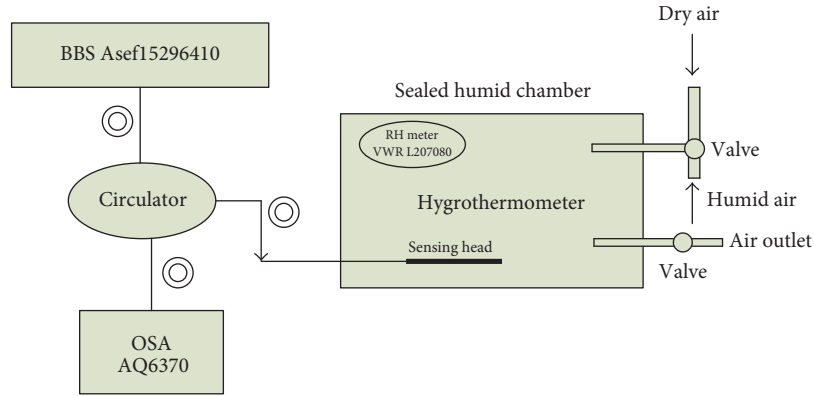 Dry air
BBS Asef15296410
Sealed humid chamber
RH meter
VWR L207080
Valve
Circulator
Hygrothermometer
Humid air
Sensing head
Air outlet
Valve
OSA
AQ6370